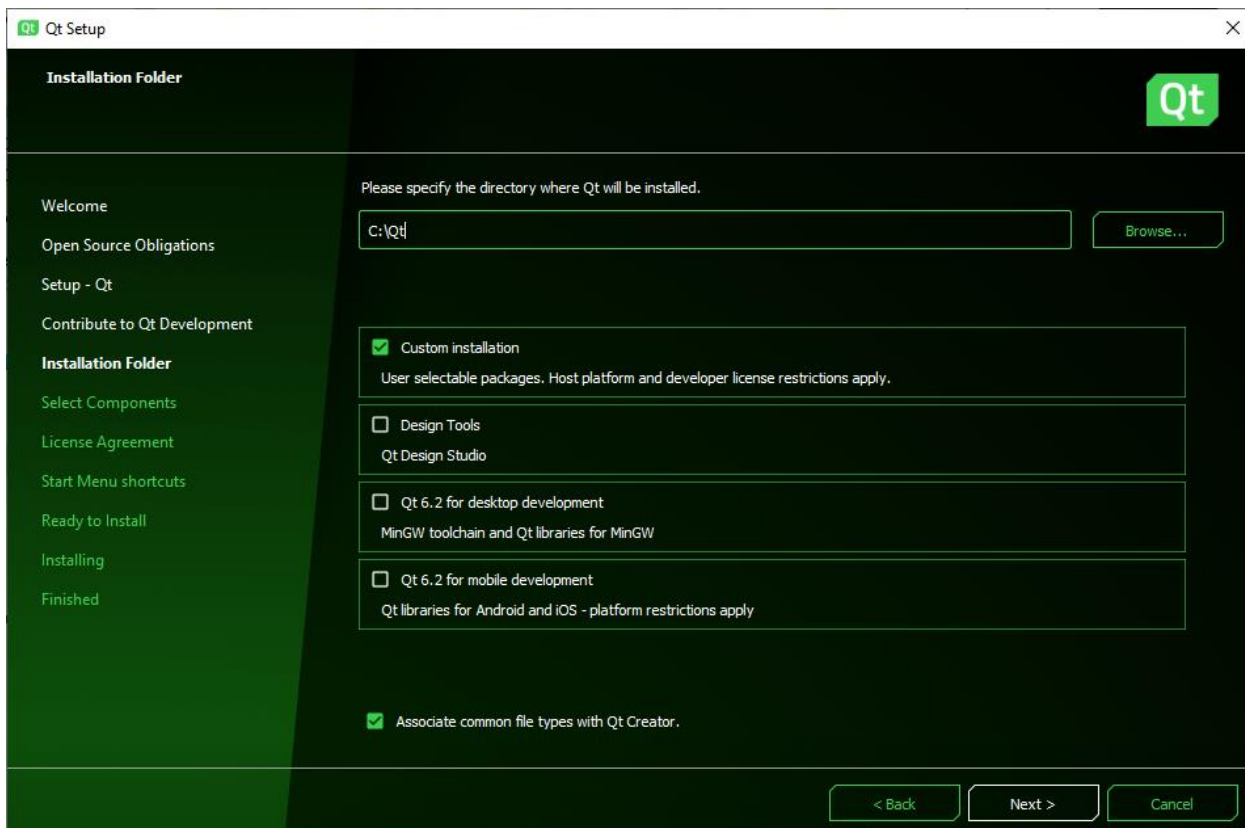 Qt Qt Setup
Installation Folder
Qt
Welcome
Open Source Obligations
Setup - Qt
Contribute to Qt Development
Installation Folder
Select Components
License Agreement
Start Menu shortcuts
Ready to Install
Installing
Finished
Please specify the directory where Qt will be installed.
C:\Qt
Browse...
Custom installation
User selectable packages. Host platform and developer license restrictions apply.
Design Tools
Qt Design Studio
Qt 6.2 for desktop development
MinGW toolchain and Qt libraries for MinGW
Qt 6.2 for mobile development
Qt libraries for Android and iOS - platform restrictions apply
Associate common file types with Qt Creator.
< Back
Next >
Cancel